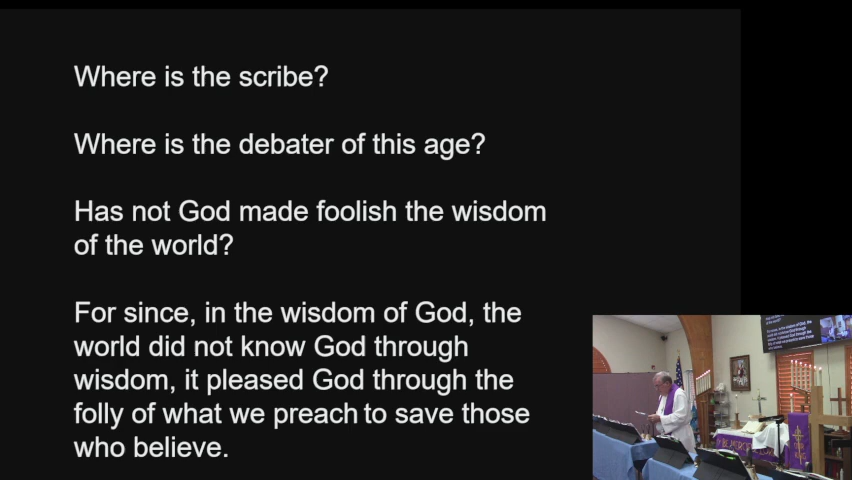 Where is the scribe?
Where is the debater of this age?
Has not God made foolish the wisdom
of the world?
For since, in the wisdom of God, the
world did not know God through
wisdom, it pleased God through the
folly of what we preach to save those
who believe.